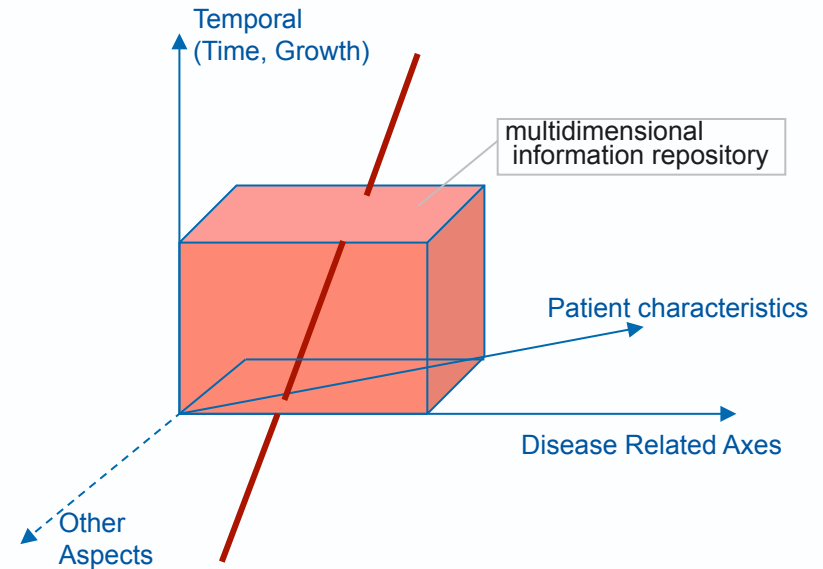 Temporal
(Time, Growth)
multidimensional
information repository
Patient characteristics
Disease Related Axes
Other
Aspects